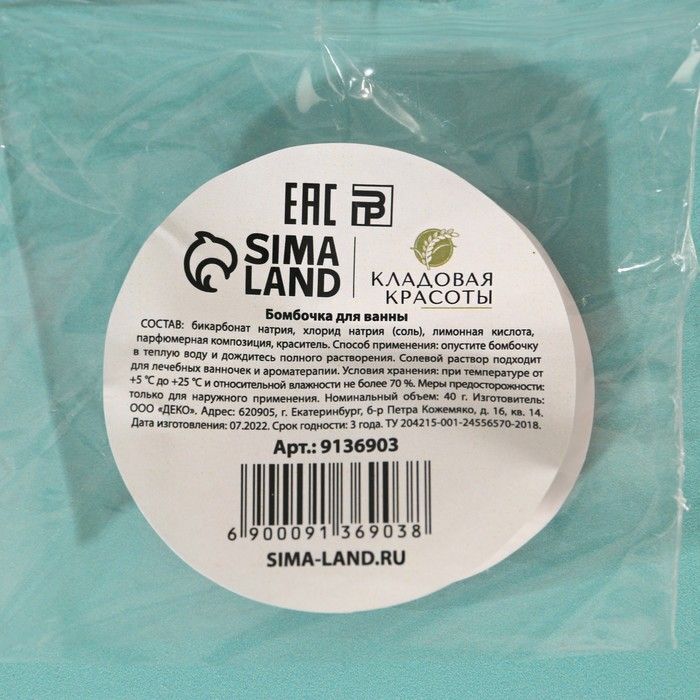 ЕАС РП
SIMA
LAND
КЛАДОВАЯ
КРАСОТЫ
Бомбочка для ванны
СОСТАВ: бикарбонат натрия, хлорид натрия (соль), лимонная кислота,
парфюмерная композиция, краситель. Способ применения: опустите бомбочку
в теплую воду и дождитесь полного растворения. Солевой раствор подходит
для лечебных ванночек и ароматерапии. Условия хранения: при температуре от
+5 °С до +25 °С и относительной влажности не более 70 %. Меры предосторожности:
только для наружного применения. Номинальный объем: 40 г. Изготовитель:
ООО «ДЕКО». Адрес: 620905, г. Екатеринбург, б-р Петра Кожемяко, д. 16, кв. 14.
Дата изготовления: 07.2022. Срок годности: 3 года. ТУ 204215-001-24556570-2018.
Арт.: 9136903
6 900091 369038
SIMA-LAND.RU